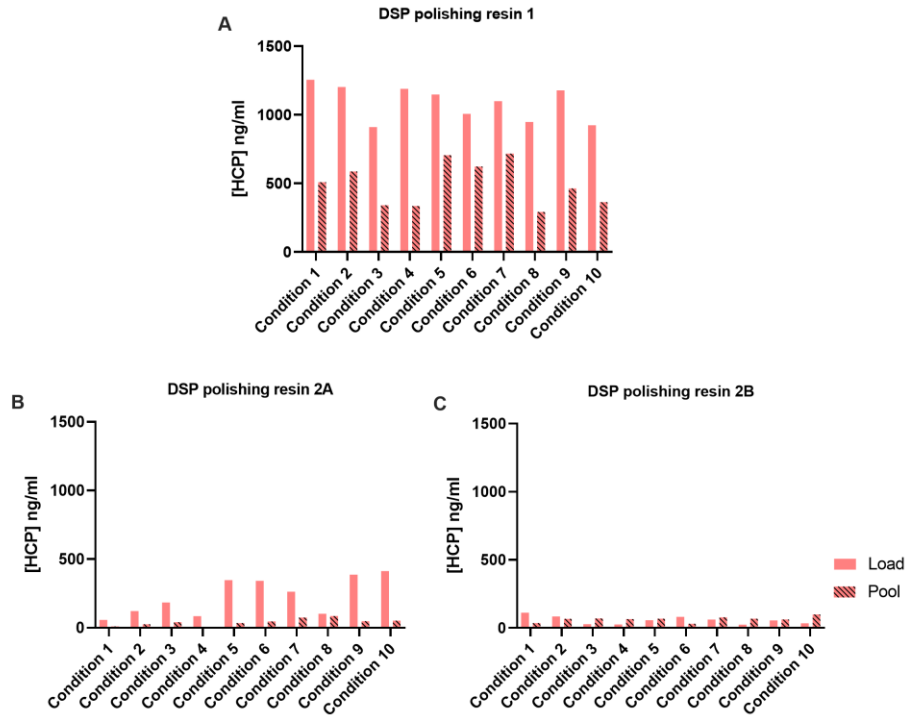 DSP polishing resin 1
A
[HCP] ng/ml
1500
1000
500
0
Condition 1
Condition 2
Condition 3
Condition 4
Condition 5
Condition 6
Condition 7
Condition 8
Condition 9
Condition 10
B
DSP polishing resin 2A
[HCP] ng/ml
1500
1000
500
0
Condition 1
Condition 2
Condition 3
Condition 4
Condition 5
Condition 6
Condition 7
Condition 8
Condition 9
Condition 10
C
DSP polishing resin 2B
[HCP] ng/ml
1500
1000
500
0
Condition 1
Condition 2
Condition 3
Condition 4
Condition 5
Condition 6
Condition 7
Condition 8
Condition 9
Condition 10
Load
Pool